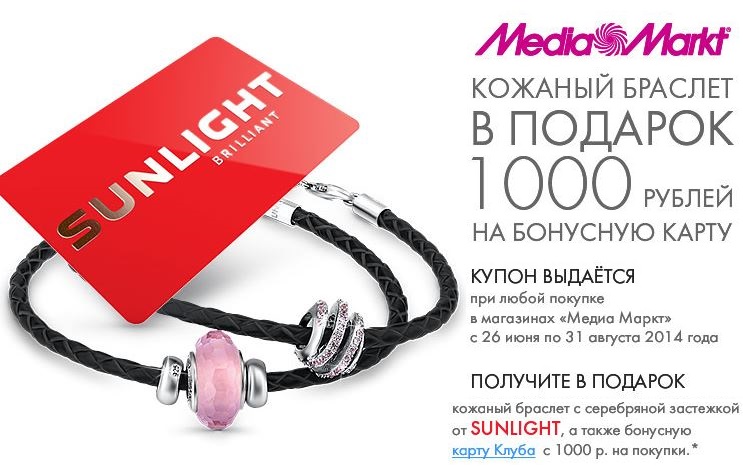 SUNLIGHT
BRILLIANT
Media Markt
КОЖАНЫЙ БРАСЛЕТ
В ПОДАРОК
1000 РУБЛЕЙ
НА БОНУСНУЮ КАРТУ
КУПОН ВЫДАЁТСЯ
при любой покупке
в магазинах «Медиа Маркт»
с 26 июня по 31 августа 2014 года
ПОЛУЧИТЕ В ПОДАРОК
кожаный браслет с серебряной застежкой
от SUNLIGHT, а также бонусную
карту Клуба с 1000 р. на покупки.*